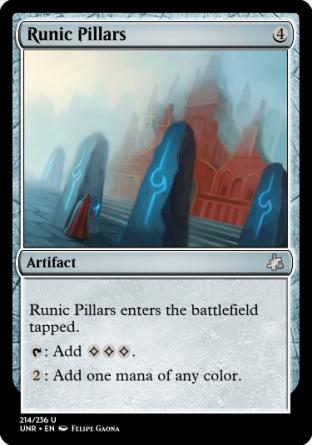 Runic Pillars 4
Artifact
Runic Pillars enters the battlefield
tapped.
: Add ◇◇◇.
2: Add one mana of any color.
214/236 U
UNR • EN Felipe Gaona